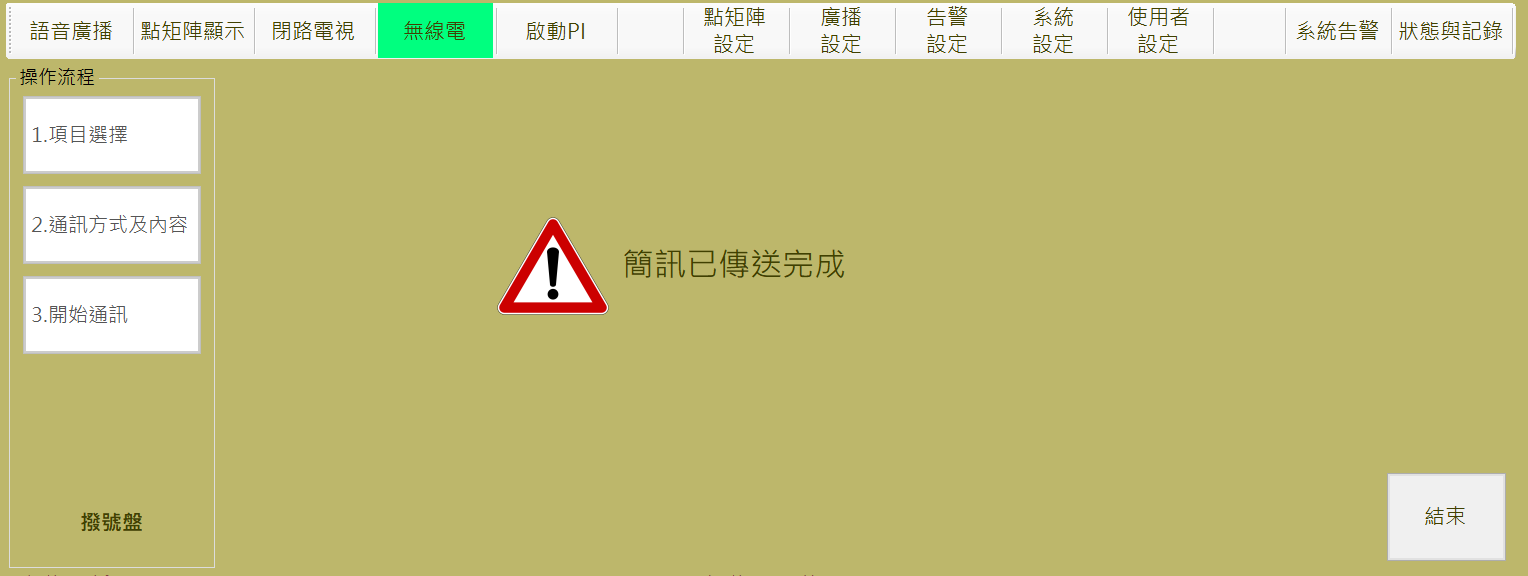 語音廣播
點矩陣顯示
閉路電視
無線電
啟動PI
點矩陣
設定
廣播
設定
告警
設定
系統
設定
使用者
設定
系統告警
狀態與記錄
操作流程
1.項目選擇
2.通訊方式及內容
3.開始通訊
撥號盤
簡訊已傳送完成
結束